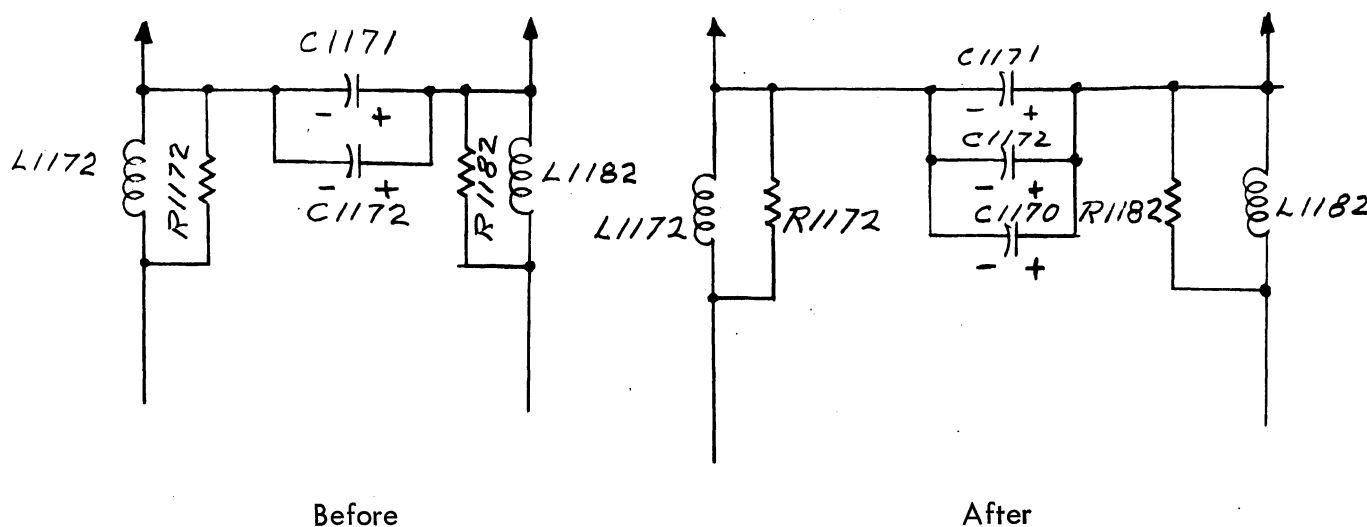 C1171
- +
L1172
R1172
- +
C1172
R1182
L1182
Before
C1171
- +
C1172
- +
C1170
- +
L1172
R1172
R1182
L1182
After